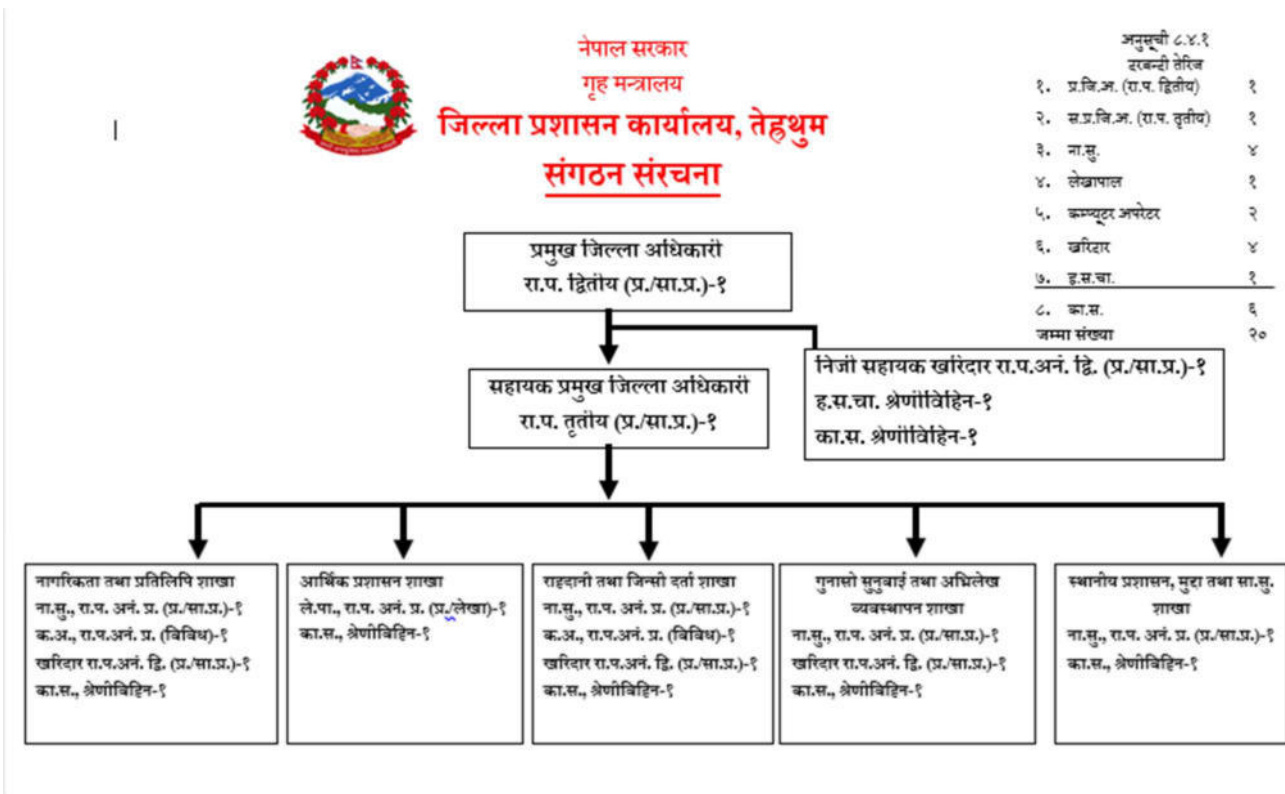 नेपाल सरकार
गृह मन्त्रालय
जिल्ला प्रशासन कार्यालय, तेह्रथुम
संगठन संरचना
अनुसूची ८.४.१
दरबन्दी तेरिज
१. प्र.जि.अ. (रा.प. द्वितीय) १
२. स.प्र.जि.अ. (रा.प. तृतीय) १
३. ना.सु. ४
४. लेखापाल १
५. कम्प्यूटर अपरेटर २
६. खरिदार ४
७. ह.स.चा. १
८. का.स. ६
जम्मा संख्या २०
प्रमुख जिल्ला अधिकारी
रा.प. द्वितीय (प्र./सा.प्र.)-१
निजी सहायक खरिदार रा.प.अनं. द्वि. (प्र./सा.प्र.)-१
ह.स.चा. श्रेणीविहिन-१
का.स. श्रेणीविहिन-१
सहायक प्रमुख जिल्ला अधिकारी
रा.प. तृतीय (प्र./सा.प्र.)-१
नागरिकता तथा प्रतिलिपि शाखा
ना.सु., रा.प. अनं. प्र. (प्र./सा.प्र.)-१
क.अ., रा.प.अनं. प्र. (विविध)-१
खरिदार रा.प.अनं. द्वि. (प्र./सा.प्र.)-१
का.स., श्रेणीविहिन-१
आर्थिक प्रशासन शाखा
ले.पा., रा.प. अनं. प्र. (प्र./लेखा)-१
का.स., श्रेणीविहिन-१
राहदानी तथा जिन्सी दर्ता शाखा
ना.सु., रा.प. अनं. प्र. (प्र./सा.प्र.)-१
क.अ., रा.प.अनं. प्र. (विविध)-१
खरिदार रा.प.अनं. द्वि. (प्र./सा.प्र.)-१
का.स., श्रेणीविहिन-१
गुनासो सुनुवाई तथा अभिलेख
व्यवस्थापन शाखा
ना.सु., रा.प. अनं. प्र. (प्र./सा.प्र.)-१
खरिदार रा.प.अनं. द्वि. (प्र./सा.प्र.)-१
का.स., श्रेणीविहिन-१
स्थानीय प्रशासन, मुद्दा तथा सा.सु.
शाखा
ना.सु., रा.प. अनं. प्र. (प्र./सा.प्र.)-१
का.स., श्रेणीविहिन-१